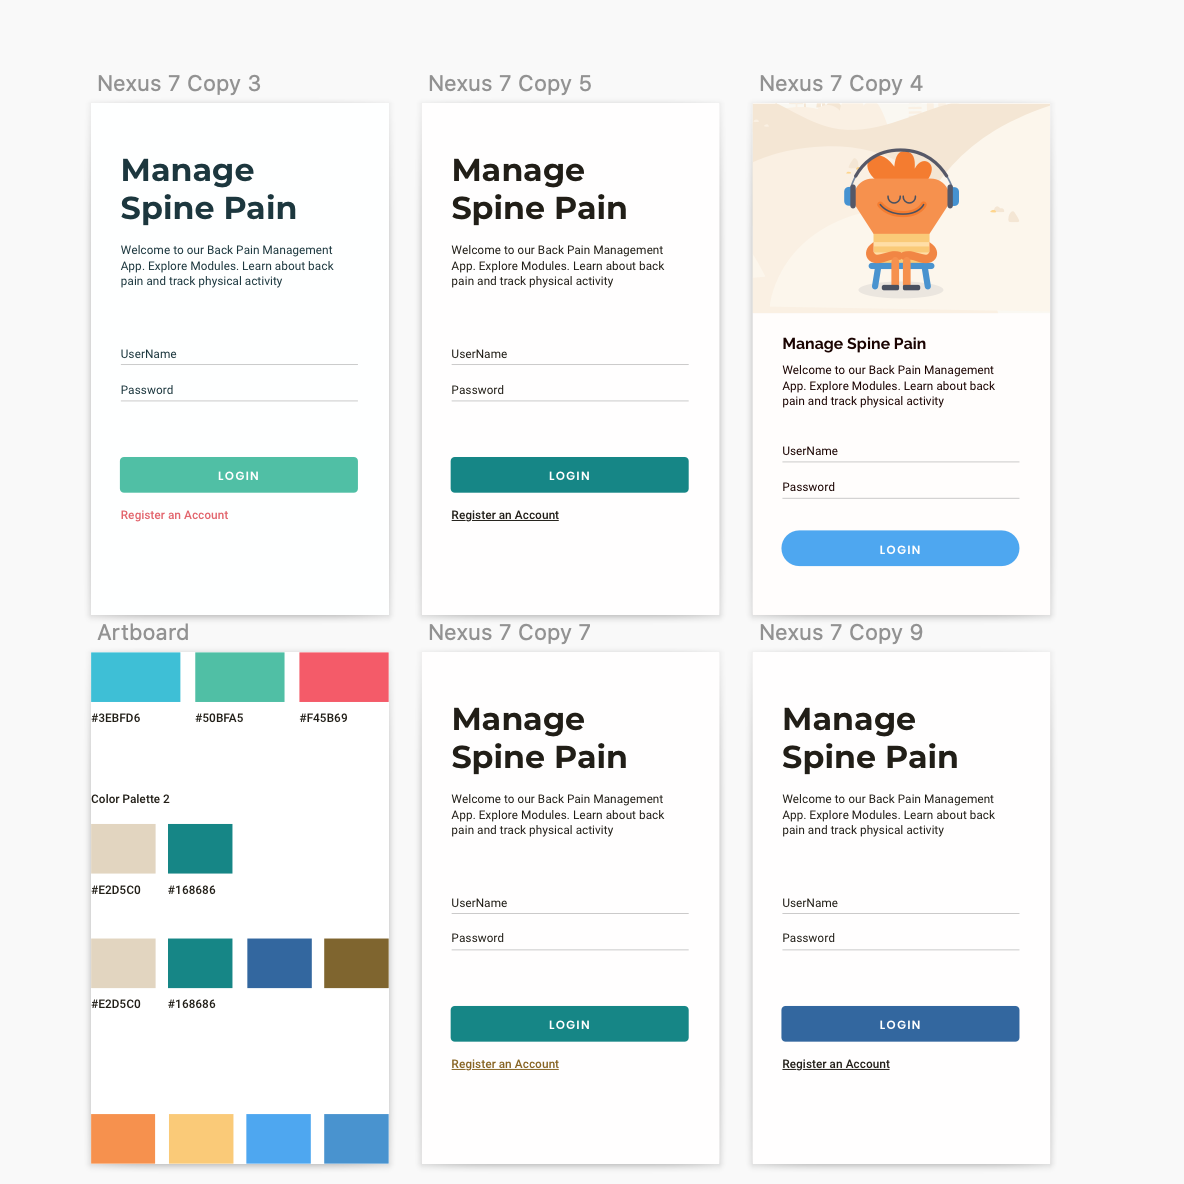 Nexus 7 Copy 3
Manage
Spine Pain
Welcome to our Back Pain Management
App. Explore Modules. Learn about back
pain and track physical activity
UserName
Password
LOGIN
Register an Account
Nexus 7 Copy 5
Manage
Spine Pain
Welcome to our Back Pain Management
App. Explore Modules. Learn about back
pain and track physical activity
UserName
Password
LOGIN
Register an Account
Nexus 7 Copy 4
Manage Spine Pain
Welcome to our Back Pain Management
App. Explore Modules. Learn about back
pain and track physical activity
UserName
Password
LOGIN
Artboard
#3EBFD6
#50BFA5
#F45B69
Color Palette 2
#E2D5C0
#168686
#E2D5C0
#168686
Nexus 7 Copy 7
Manage
Spine Pain
Welcome to our Back Pain Management
App. Explore Modules. Learn about back
pain and track physical activity
UserName
Password
LOGIN
Register an Account
Nexus 7 Copy 9
Manage
Spine Pain
Welcome to our Back Pain Management
App. Explore Modules. Learn about back
pain and track physical activity
UserName
Password
LOGIN
Register an Account